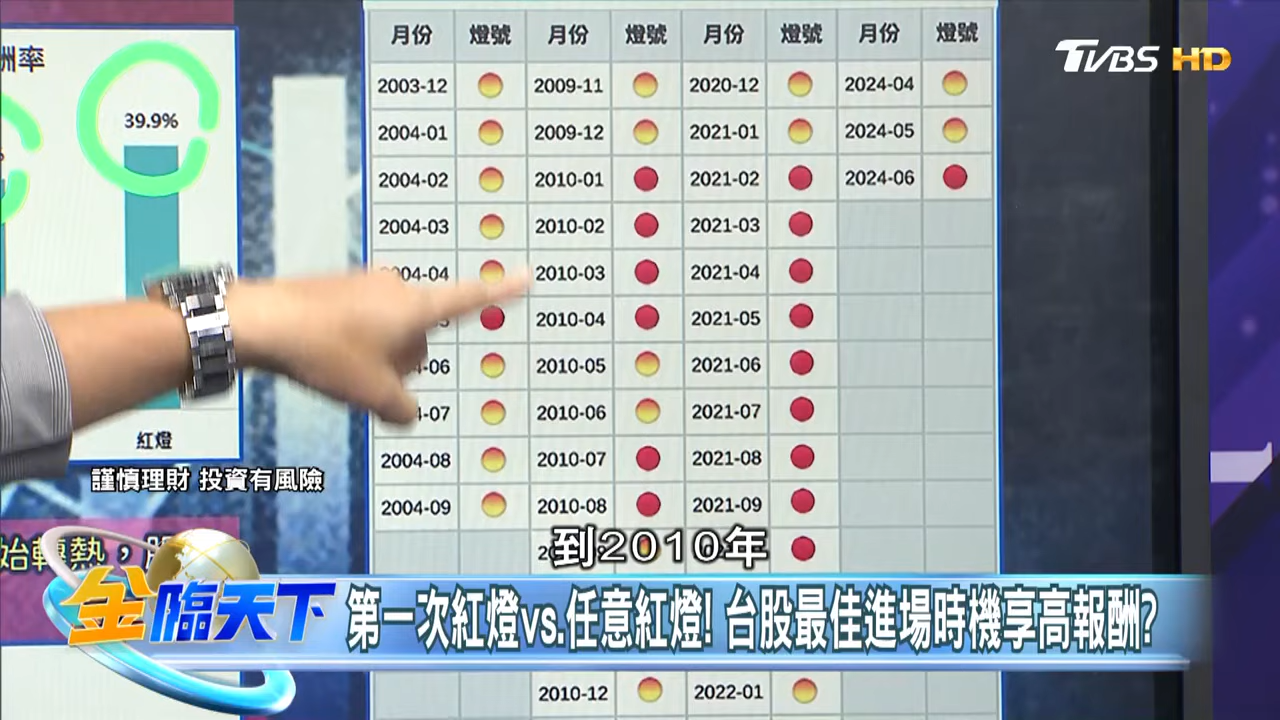 月份 燈號 月份 燈號 月份 燈號 月份 燈號
TVBS HD
酬率
39.9%
2003-12 2009-11 2020-12 2024-04
2004-01 2009-12 2021-01 2024-05
2004-02 2010-01 2021-02 2024-06
2004-03 2010-02 2021-03
2010-03 2021-04
2010-04 2021-05
-06 2010-05 2021-06
-07 2010-06 2021-07
2004-08 2010-07 2021-08
2004-09 2010-08 2021-09
紅燈
謹慎理財 投資有風險
到2010年
始轉熱，
金臨天下
第一次紅燈vs.任意紅燈! 台股最佳進場時機享高報酬?
2010-12 2022-01